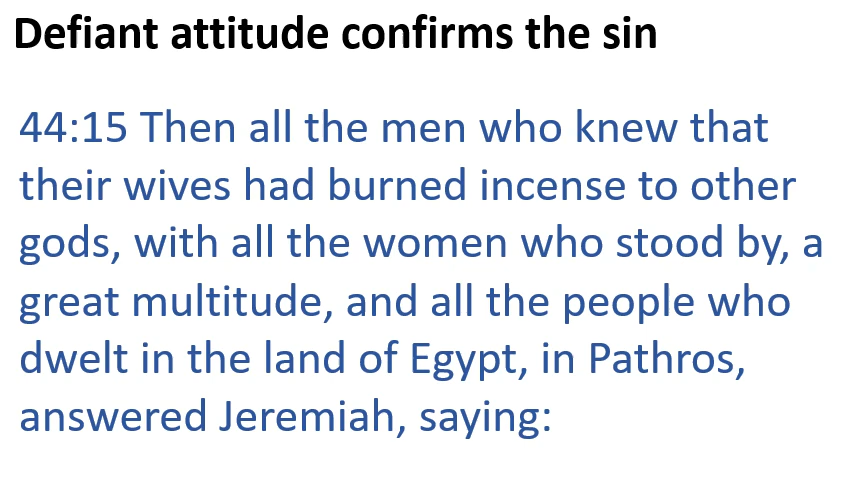 Defiant attitude confirms the sin
44:15 Then all the men who knew that
their wives had burned incense to other
gods, with all the women who stood by, a
great multitude, and all the people who
dwelt in the land of Egypt, in Pathros,
answered Jeremiah, saying: